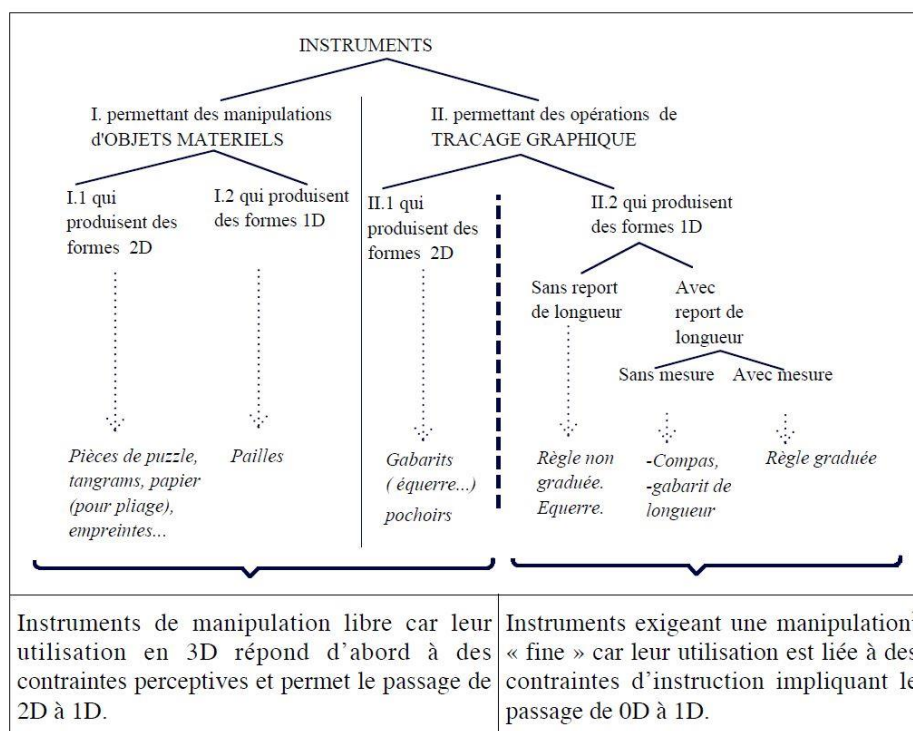 INSTRUMENTS
I. permettant des manipulations
d'OBJETS MATERIELS
II. permettant des opérations de
TRACAGE GRAPHIQUE
I.1 qui
produisent des
formes 2D
I.2 qui produisent
des formes 1D
II.1 qui
produisent des
formes 2D
II.2 qui produisent
des formes 1D
Sans report
de longueur
Avec
report de
longueur
Sans mesure
Avec mesure
Pièces de puzzle,
tangrams, papier
(pour pliage),
empreintes...
Pailles
Gabarits
( équerre...)
pochoirs
Règle non
graduée.
Equerre.
-Compas,
-gabarit de
longueur
Règle graduée
Instruments de manipulation libre car leur
utilisation en 3D répond d’abord à des
contraintes perceptives et permet le passage de
2D à 1D.
Instruments exigeant une manipulation
« fine » car leur utilisation est liée à des
contraintes d’instruction impliquant le
passage de 0D à 1D.